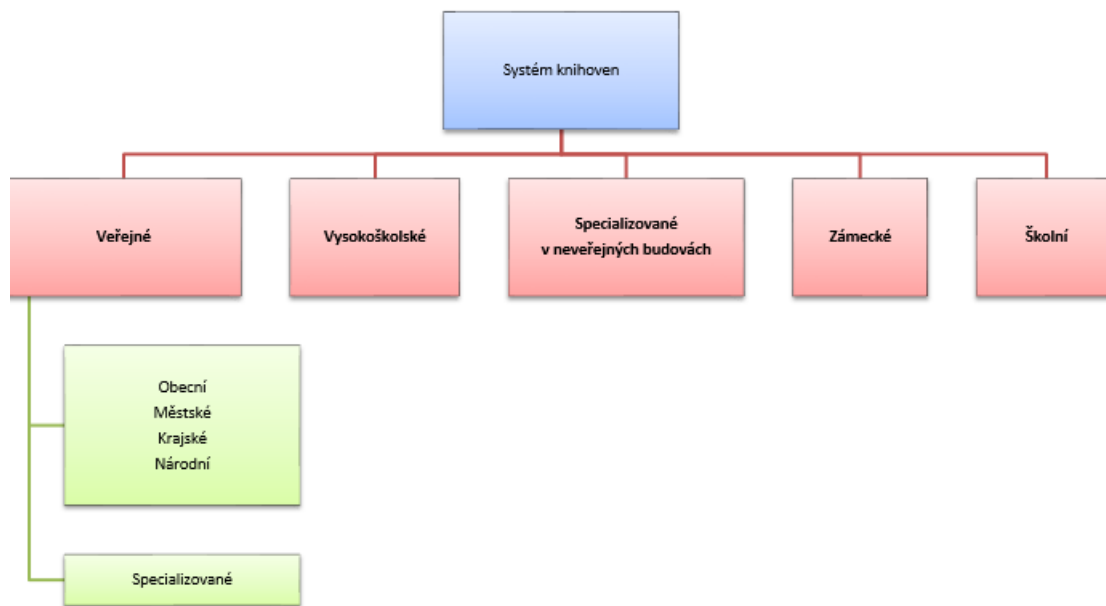 Systém knihoven
Veřejné
Vysokoškolské
Specializované
v neveřejných budovách
Zámecké
Školní
Obecní
Městské
Krajské
Národní
Specializované